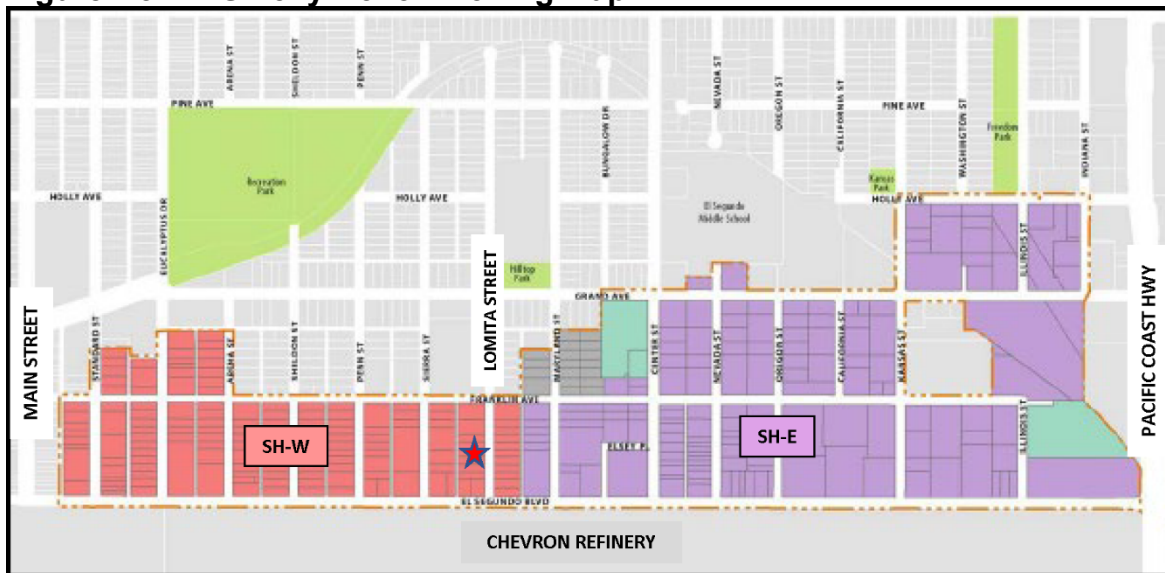 ARENA ST
SHELDON ST
PENN ST
NEVADA ST
OREGON ST
CALIFORNIA ST
WASHINGTON ST
INDIANA ST
BUNGALOW DR
PINE AVE
PINE AVE
Freedom
Park
Recreation
Park
Kansas
Park
HOLLY AVE
HOLLY AVE
HOLLY AVE
EUCALYPTUS DR
El Segundo
Middle School
MAIN STREET
LOMITA STREET
Hilltop
Park
GRAND AVE
ILLINOIS ST
PACIFIC COAST HWY
STANDARD ST
ARENA ST
SHELDON ST
PENN ST
SIERRA ST
MARYLAND ST
CENTER ST
NEVADA ST
OREGON ST
CALIFORNIA ST
KANSAS ST
FRANKLIN AVE
SH-W
SH-E
ELSEY PL
ILLINOIS ST
EL SEGUNDO BLVD
CHEVRON REFINERY